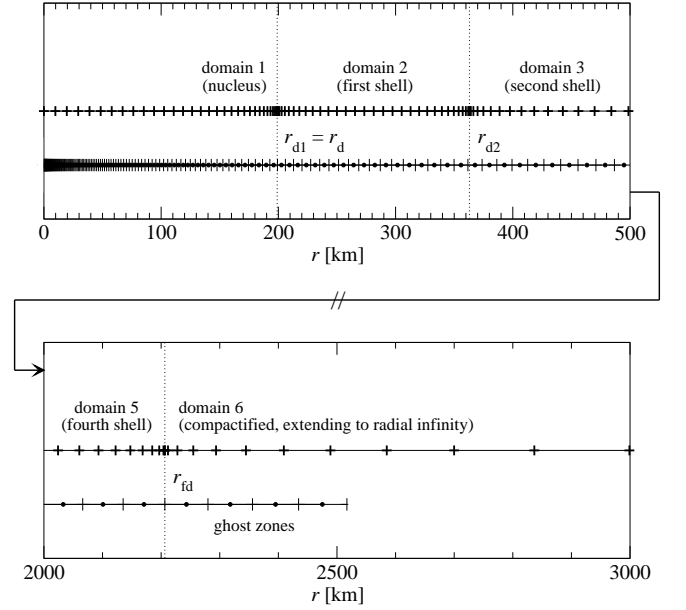 domain 1
(nucleus)
domain 2
(first shell)
domain 3
(second shell)
r_d1 = r_d
r_d2
0 100 200 300 400 500
r [km]
//
domain 5
(fourth shell)
domain 6
(compactified, extending to radial infinity)
r_fd
ghost zones
2000 2500 3000
r [km]